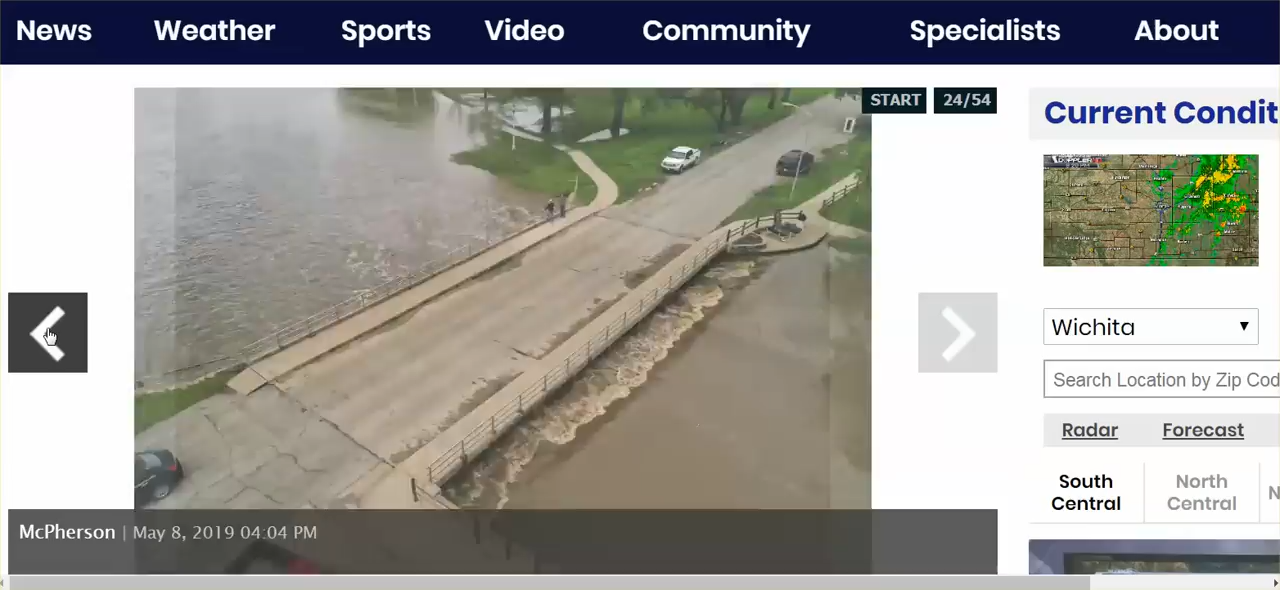 News Weather Sports Video Community Specialists About
START 24/54
Current Condit
DOPPLER
Wichita
Search Location by Zip Cod
Radar Forecast
South Central
North Central
N
McPherson | May 8, 2019 04:04 PM